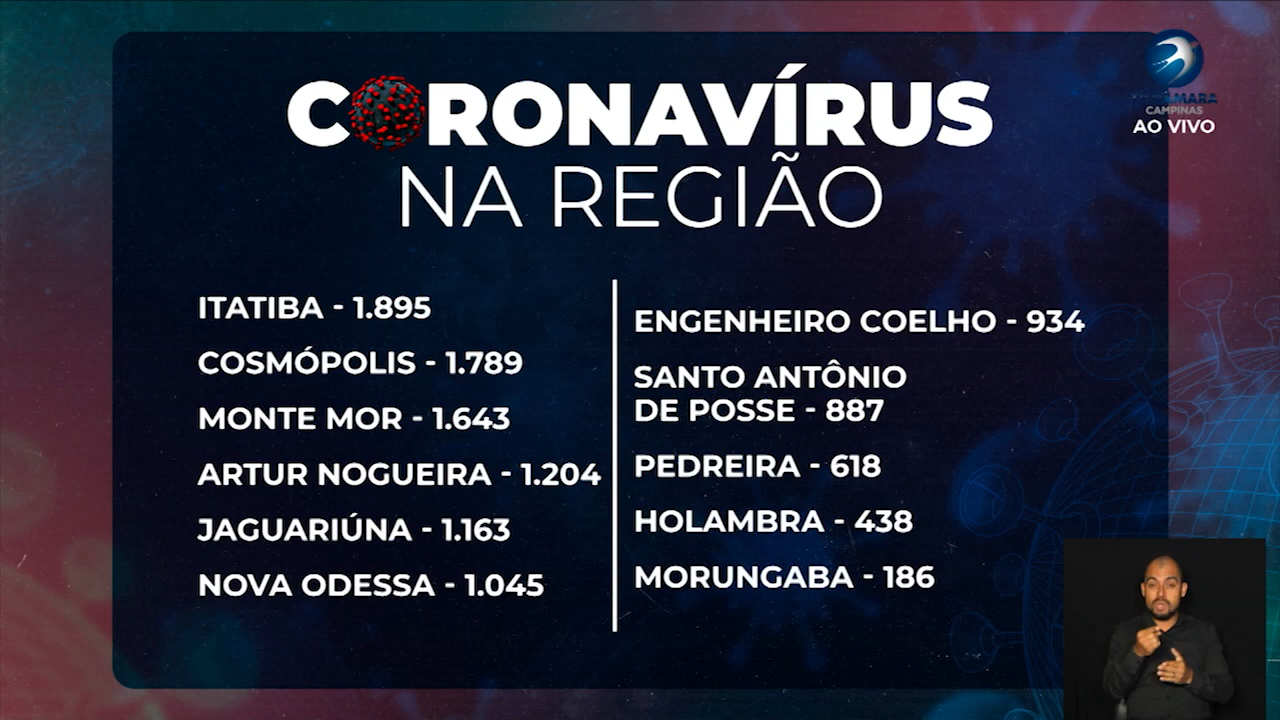 CORONAVÍRUS
NA REGIÃO
CAMPINAS
AO VIVO
ITATIBA - 1.895
COSMÓPOLIS - 1.789
MONTE MOR - 1.643
ARTUR NOGUEIRA - 1.204
JAGUARIÚNA - 1.163
NOVA ODESSA - 1.045
ENGENHEIRO COELHO - 934
SANTO ANTÔNIO
DE POSSE - 887
PEDREIRA - 618
HOLAMBRA - 438
MORUNGABA - 186